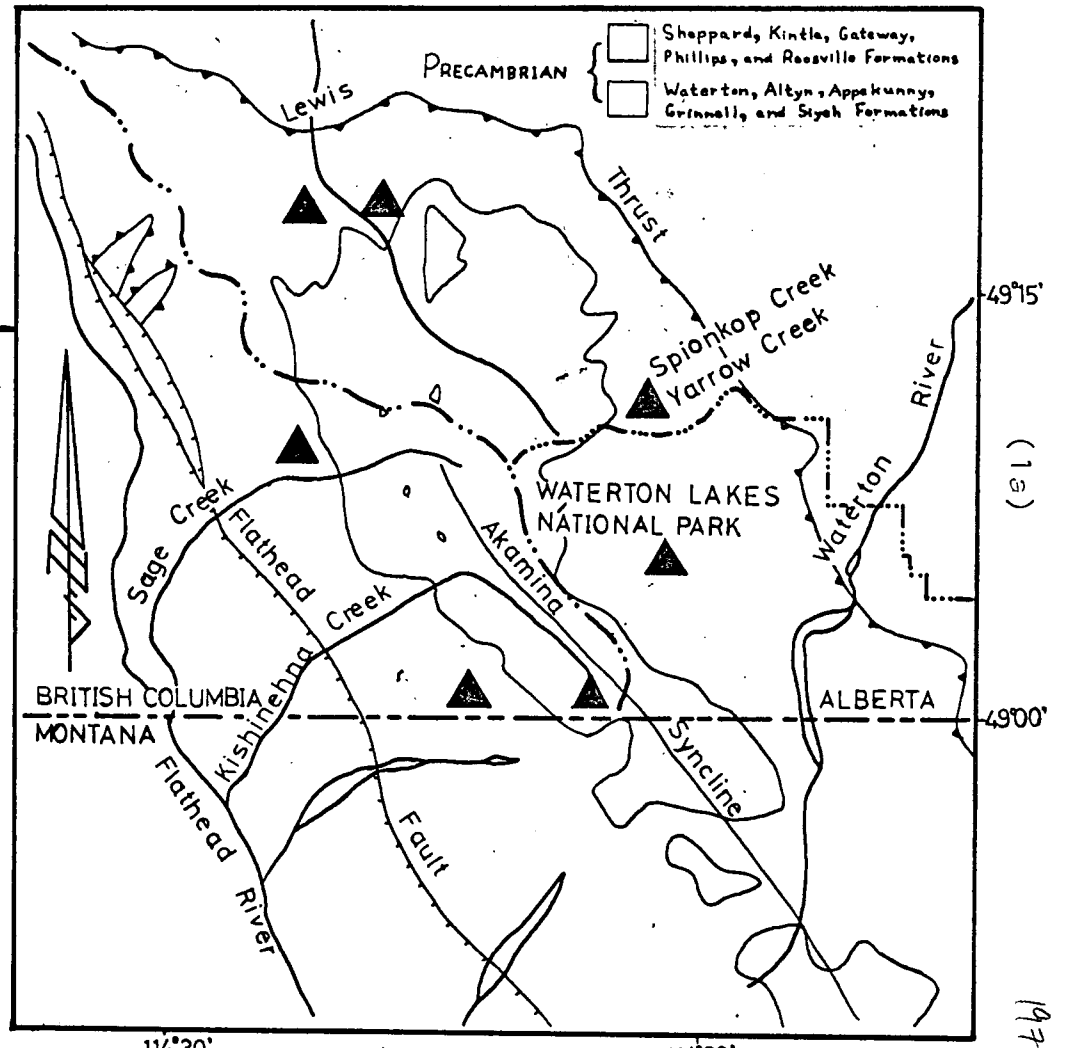 PRECAMBRIAN
Sheppard, Kintla, Gateway,
Phillips, and Roosville Formations
Waterton, Altyn, Appekunny,
Grinnell, and Siyeh Formations
Lewis
Thrust
Spionkop Creek
Yarrow Creek
49°15'
River
Waterton
(18)
WATERTON LAKES
NATIONAL PARK
Akamina
Syncline
Sage
Creek
Flathead
Fault
Kishinehna
Creek
N
BRITISH COLUMBIA
MONTANA
ALBERTA
49°00'
Flathead
River
114°30'
197